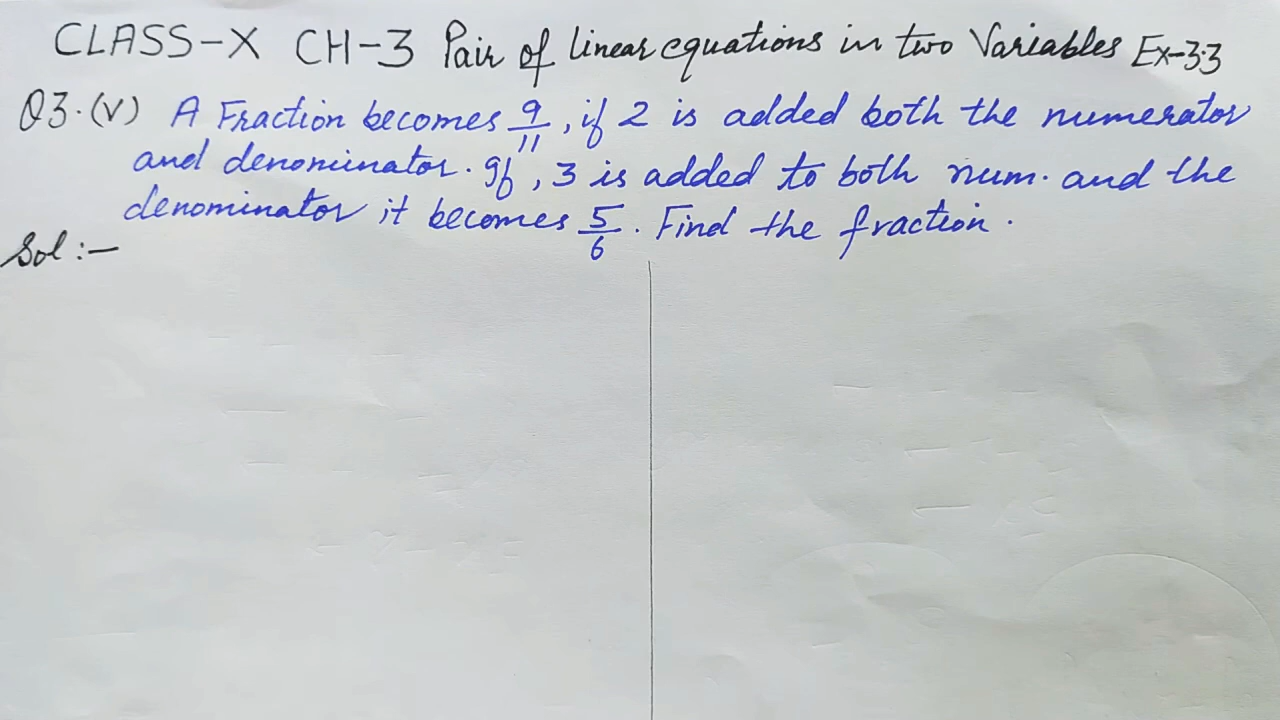 CLASS-X CH-3 Pair of linear equations in two Variables Ex-3.3
Q3.(V) A Fraction becomes 9/11, if 2 is added both the numerator
and denominator. If, 3 is added to both num. and the
denominator it becomes 5/6. Find the fraction.
Sol:-